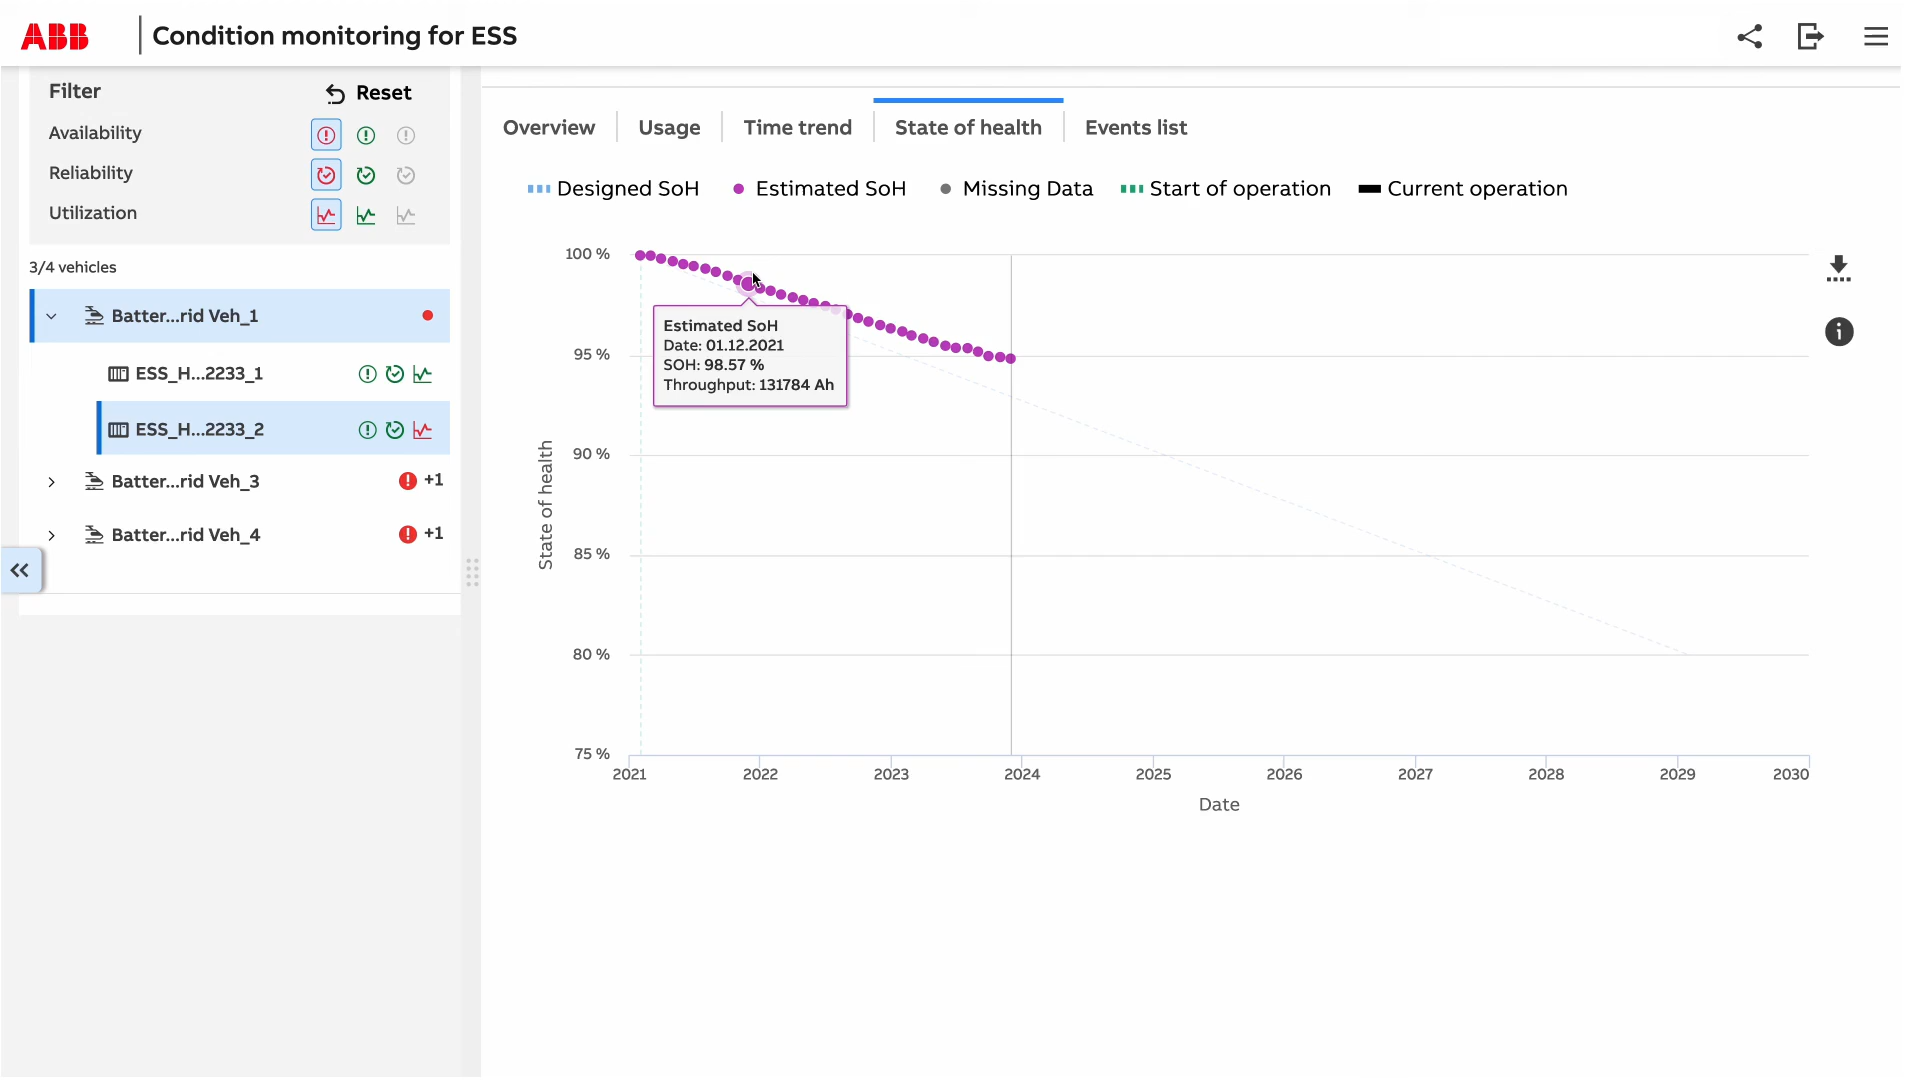 ABB
Condition monitoring for ESS
Filter
Reset
Availability
Reliability
Utilization
3/4 vehicles
Batter...rid Veh_1
ESS_H...2233_1
ESS_H...2233_2
Batter...rid Veh_3
+1
Batter...rid Veh_4
+1
Overview
Usage
Time trend
State of health
Events list
Designed SoH
Estimated SoH
Missing Data
Start of operation
Current operation
100 %
95 %
90 %
85 %
80 %
75 %
State of health
Estimated SoH
Date: 01.12.2021
SOH: 98.57 %
Throughput: 131784 Ah
2021
2022
2023
2024
2025
2026
2027
2028
2029
2030
Date